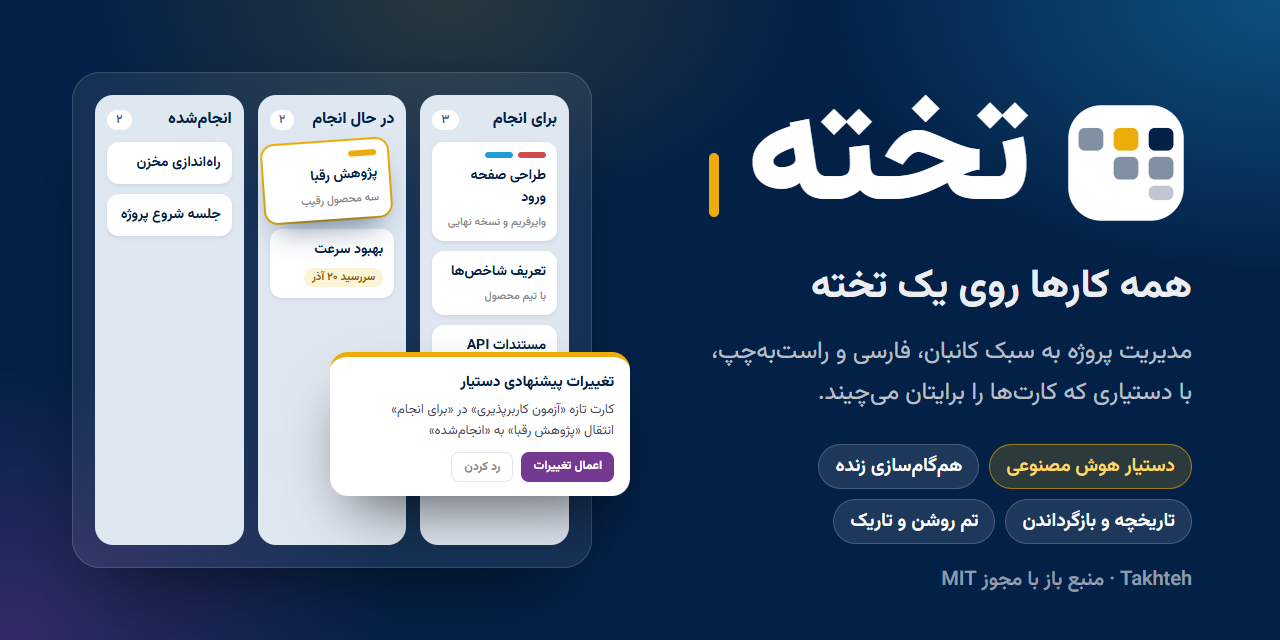 تخته
همه کارها روی یک تخته
مدیریت پروژه به سبک کانبان، فارسی و راست‌به‌چپ،
با دستیاری که کارت‌ها را برایتان می‌چیند.
دستیار هوش مصنوعی
هم‌گام‌سازی زنده
تاریخچه و بازگرداندن
تم روشن و تاریک
Takhteh · منبع باز با مجوز MIT
برای انجام
۳
طراحی صفحه
ورود
وایرفریم و نسخه نهایی
تعریف شاخص‌ها
با تیم محصول
مستندات API
در حال انجام
۲
پژوهش رقبا
سه محصول رقیب
بهبود سرعت
سررسید ۲۰ آذر
انجام‌شده
۲
راه‌اندازی مخزن
جلسه شروع پروژه
تغییرات پیشنهادی دستیار
کارت تازه «آزمون کاربرپذیری» در «برای انجام»
انتقال «پژوهش رقبا» به «انجام‌شده»
اعمال تغییرات
رد کردن